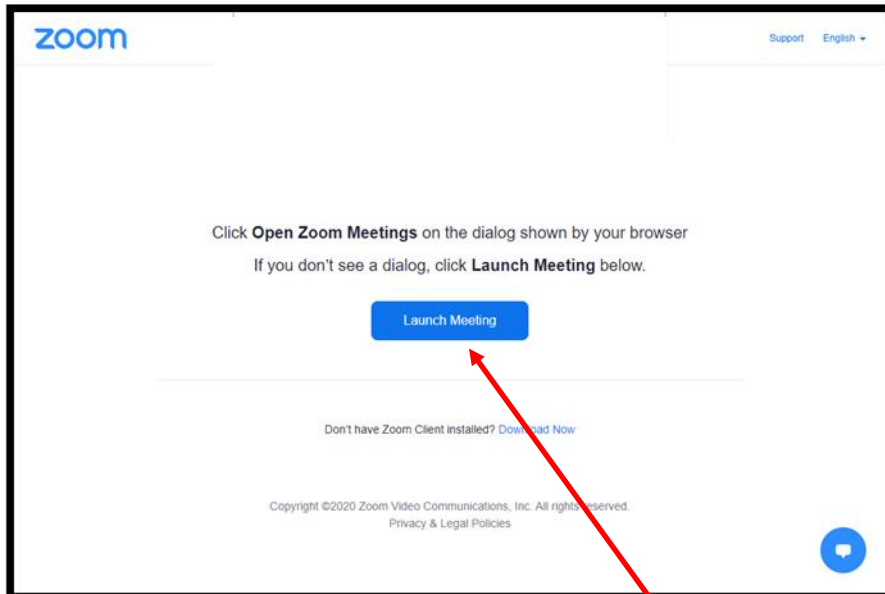 zoom
Support English
Click Open Zoom Meetings on the dialog shown by your browser
If you don't see a dialog, click Launch Meeting below.
Launch Meeting
Don't have Zoom Client installed? Download Now
Copyright ©2020 Zoom Video Communications, Inc. All rights reserved.
Privacy & Legal Policies